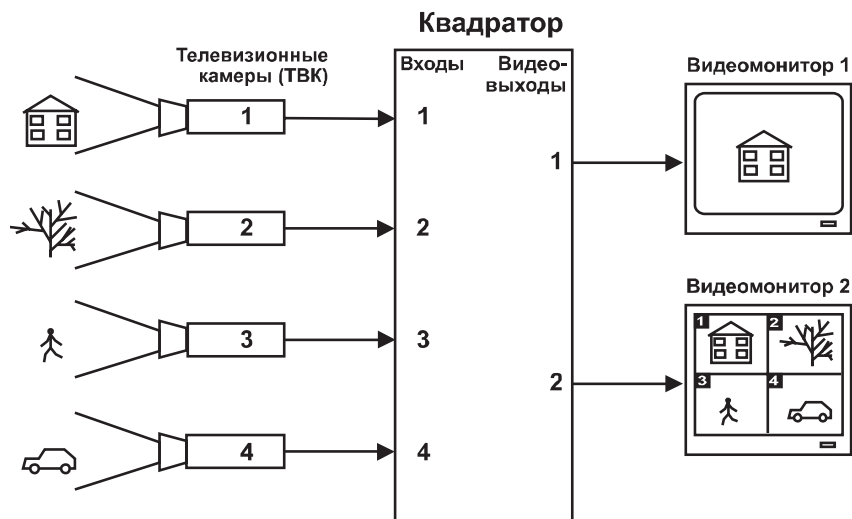 Квадратор
Телевизионные
камеры (ТВК)
Входы
Видео-
выходы
Видеомонитор 1
1
1
1
2
2
Видеомонитор 2
3
3
2
4
4
1
2
3
4